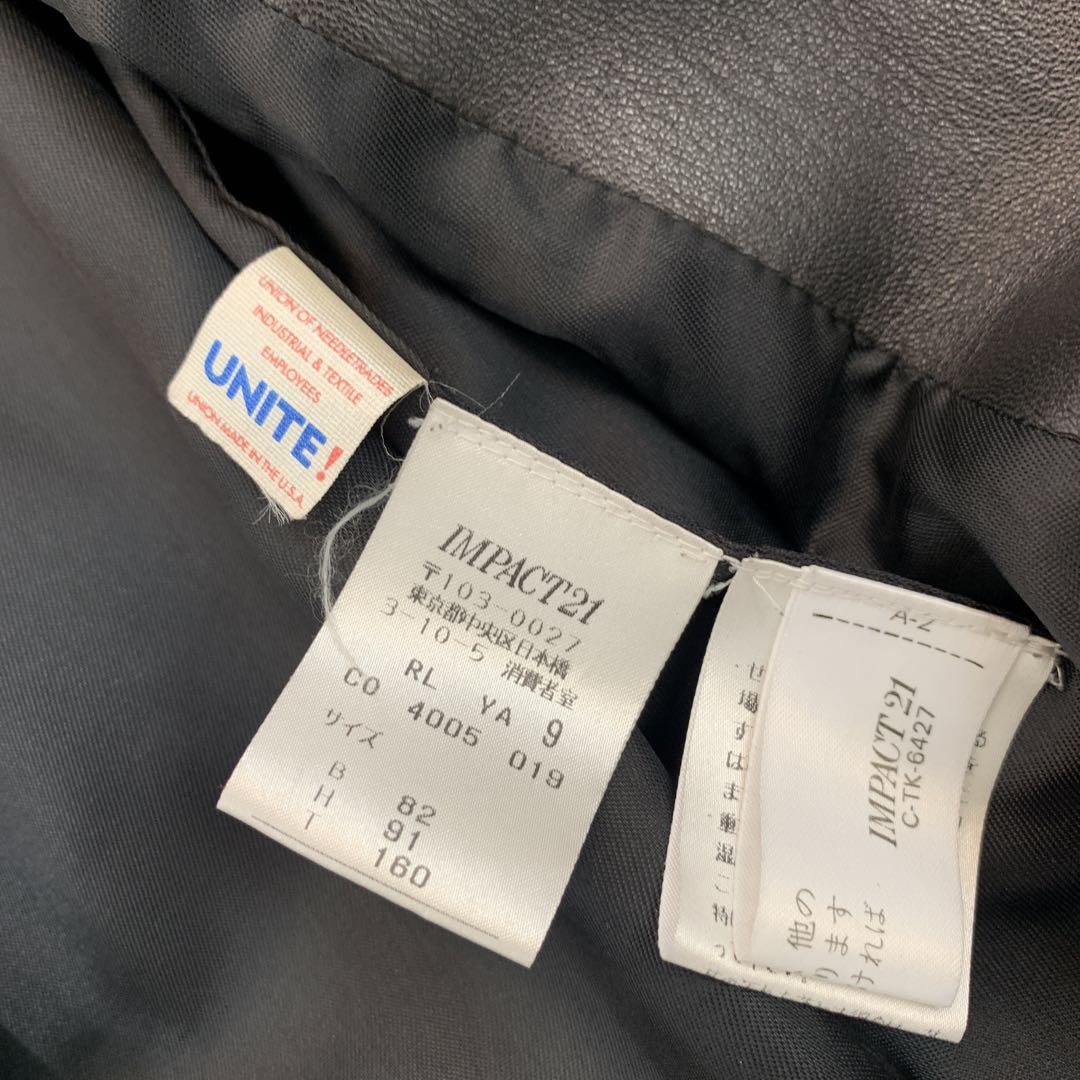 UNION OF NEEDLETRADES
INDUSTRIAL & TEXTILE
EMPLOYEES
UNITE!
UNION MADE IN THE U.S.A.
IMPACT21
〒103-0027
東京都中央区日本橋
3-10-5 消費者室
RL YA 9
CO 4005 019
サイズ
B 82
H 91
T 160
A-2
IMPACT 21
C-TK-6427
他の
ります
ければ